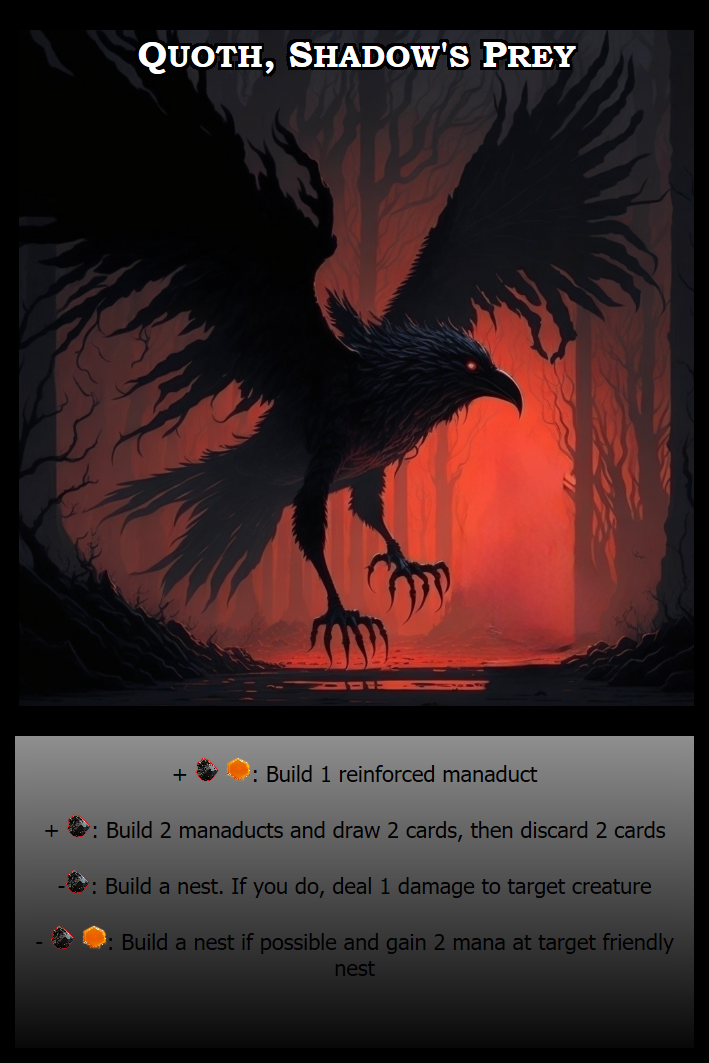 Quoth, Shadow's Prey
+ : Build 1 reinforced manaduct
+ : Build 2 manaducts and draw 2 cards, then discard 2 cards
- : Build a nest. If you do, deal 1 damage to target creature
- : Build a nest if possible and gain 2 mana at target friendly
nest